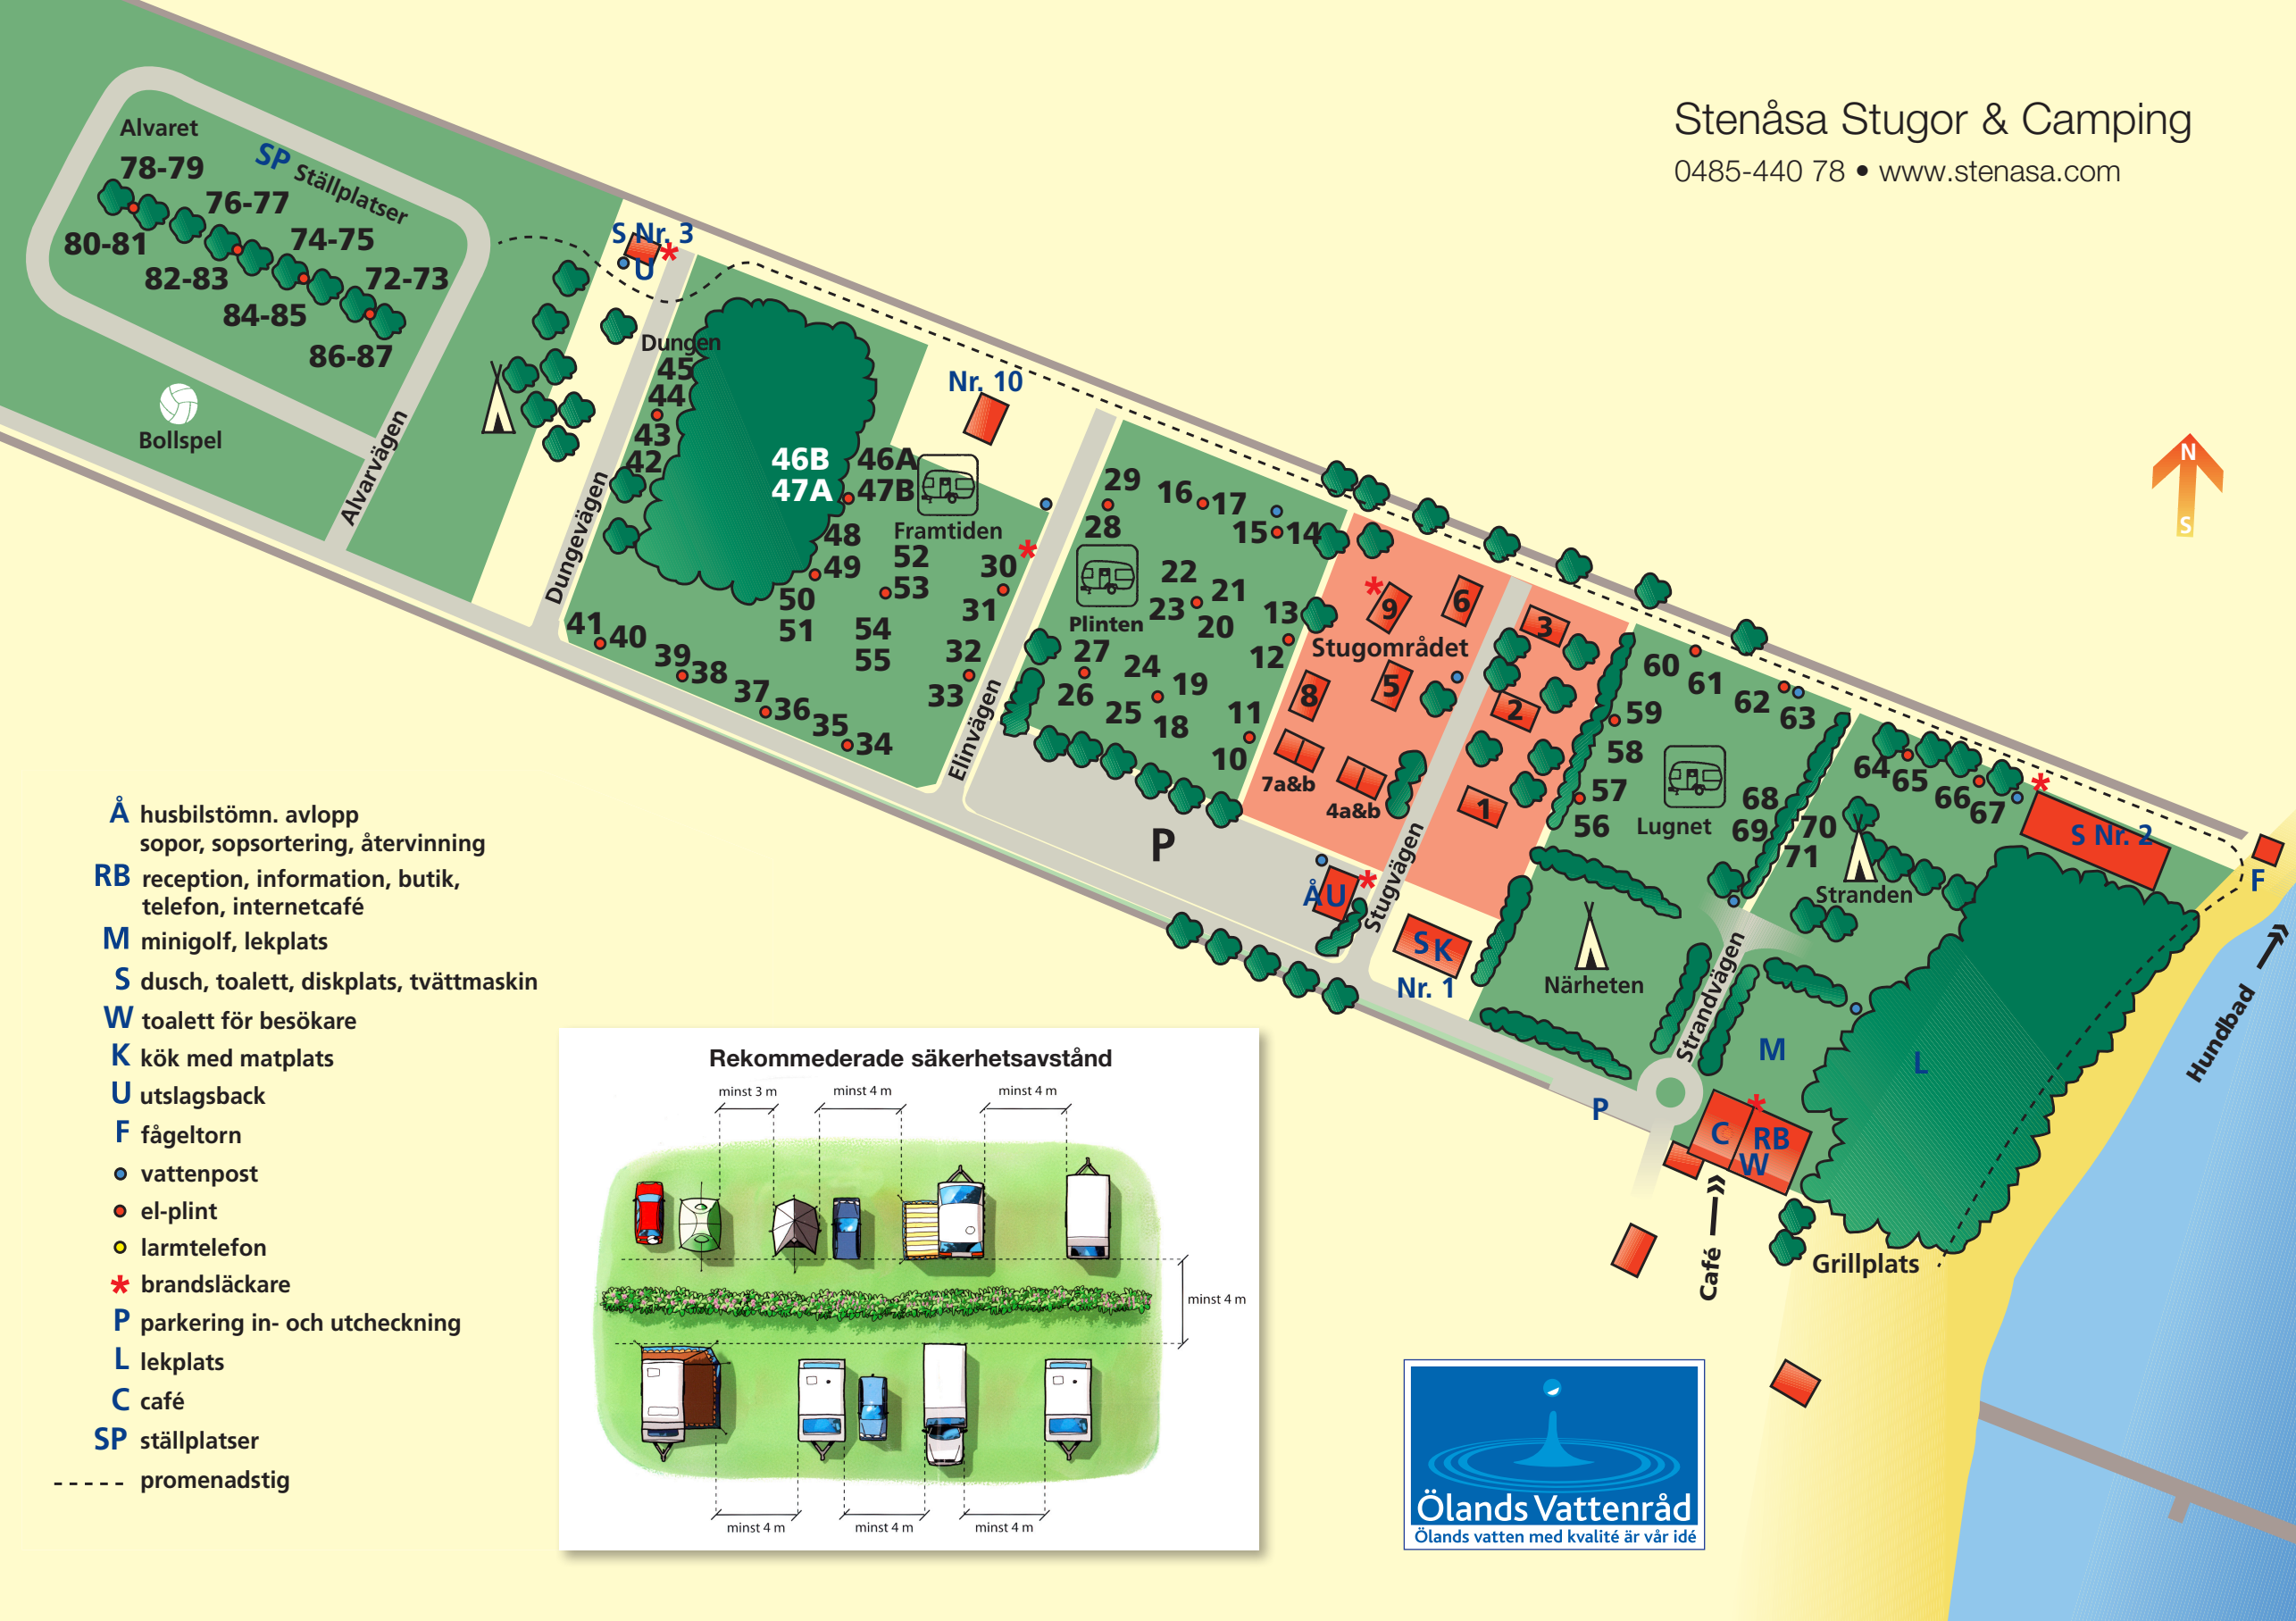 Stenåsa Stugor & Camping
0485-440 78 • www.stenasa.com
Alvaret
78-79
SP Ställplatser
76-77
80-81
74-75
82-83
72-73
84-85
86-87
Bollspel
Alvarvägen
S Nr. 3
U
Dungevägen
Dungen
45
44
43
42
46B 46A
47A 47B
Nr. 10
Framtiden
48
49
52
53
50
51
54
55
30
31
32
33
41 40
39 38
37 36
35 34
Elinvägen
29
28
16 17
15 14
22
21
23
20
Plinten
13
12
27
26
24
19
25
18
11
10
P
9
6
Stugområdet
8
5
7a&b
4a&b
3
2
1
Stugvägen
ÅU
S K
Nr. 1
60
61
62
63
59
58
57
56
Lugnet
68
69
70
71
64
65
66
67
S Nr. 2
Stranden
Närheten
Strandvägen
F
Hundbad
M
L
P
C
RB
W
Café
Grillplats
N
S
Å husbilstömn. avlopp
sopor, sopsortering, återvinning
RB reception, information, butik,
telefon, internetcafé
M minigolf, lekplats
S dusch, toalett, diskplats, tvättmaskin
W toalett för besökare
K kök med matplats
U utslagsback
F fågeltorn
vattenpost
el-plint
larmtelefon
* brandsläckare
P parkering in- och utcheckning
L lekplats
C café
SP ställplatser
promenadstig
Rekommederade säkerhetsavstånd
minst 3 m
minst 4 m
minst 4 m
minst 4 m
minst 4 m
minst 4 m
minst 4 m
Ölands Vattenråd
Ölands vatten med kvalité är vår idé